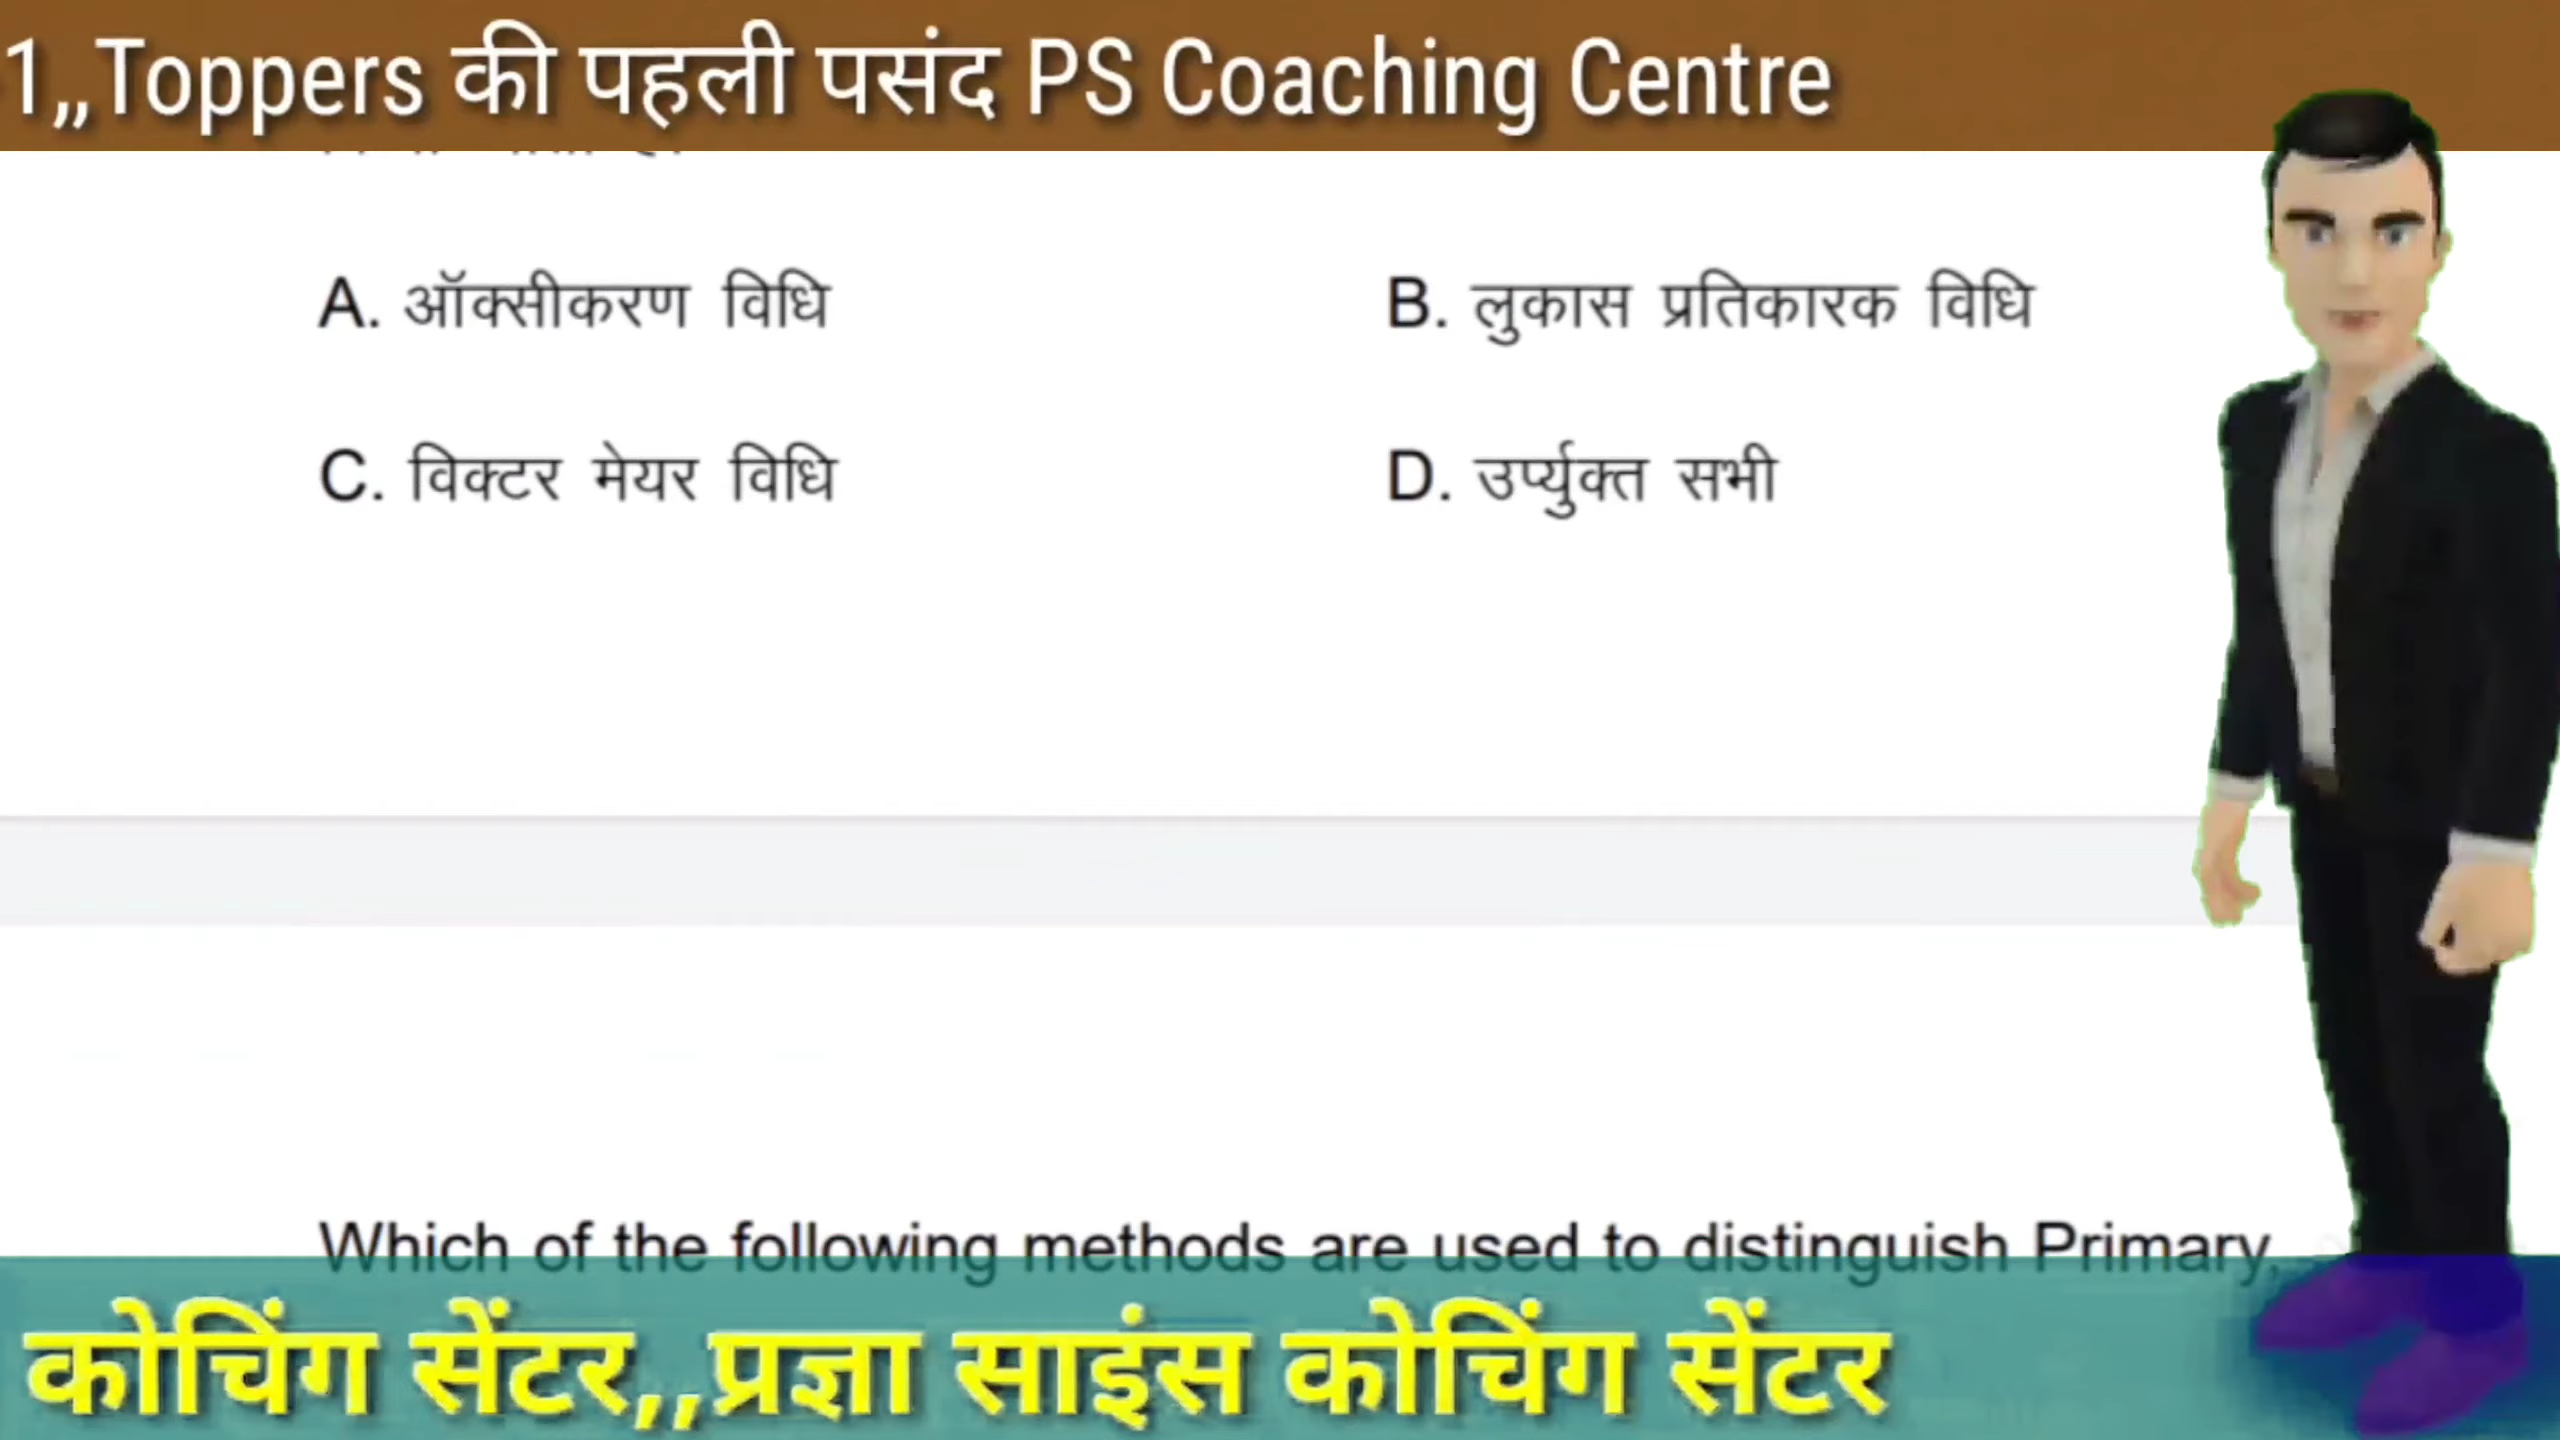 1,,Toppers की पहली पसंद PS Coaching Centre
A. ऑक्सीकरण विधि
B. लुकास प्रतिकारक विधि
C. विक्टर मेयर विधि
D. उर्प्युक्त सभी
Which of the following methods are used to distinguish Primary,
कोचिंग सेंटर,,प्रज्ञा साइंस कोचिंग सेंटर